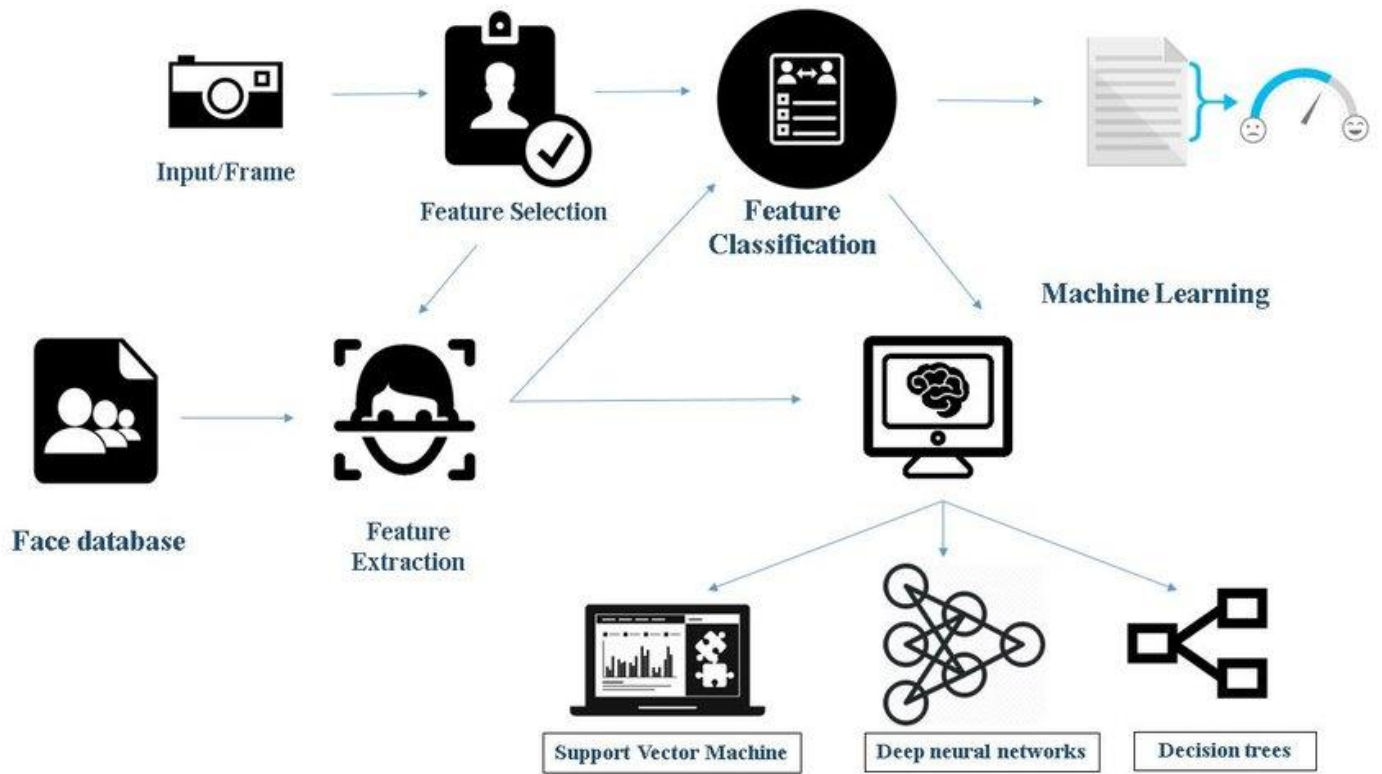 Input/Frame
Feature Selection
Feature
Classification
Machine Learning
Face database
Feature
Extraction
Support Vector Machine
Deep neural networks
Decision trees